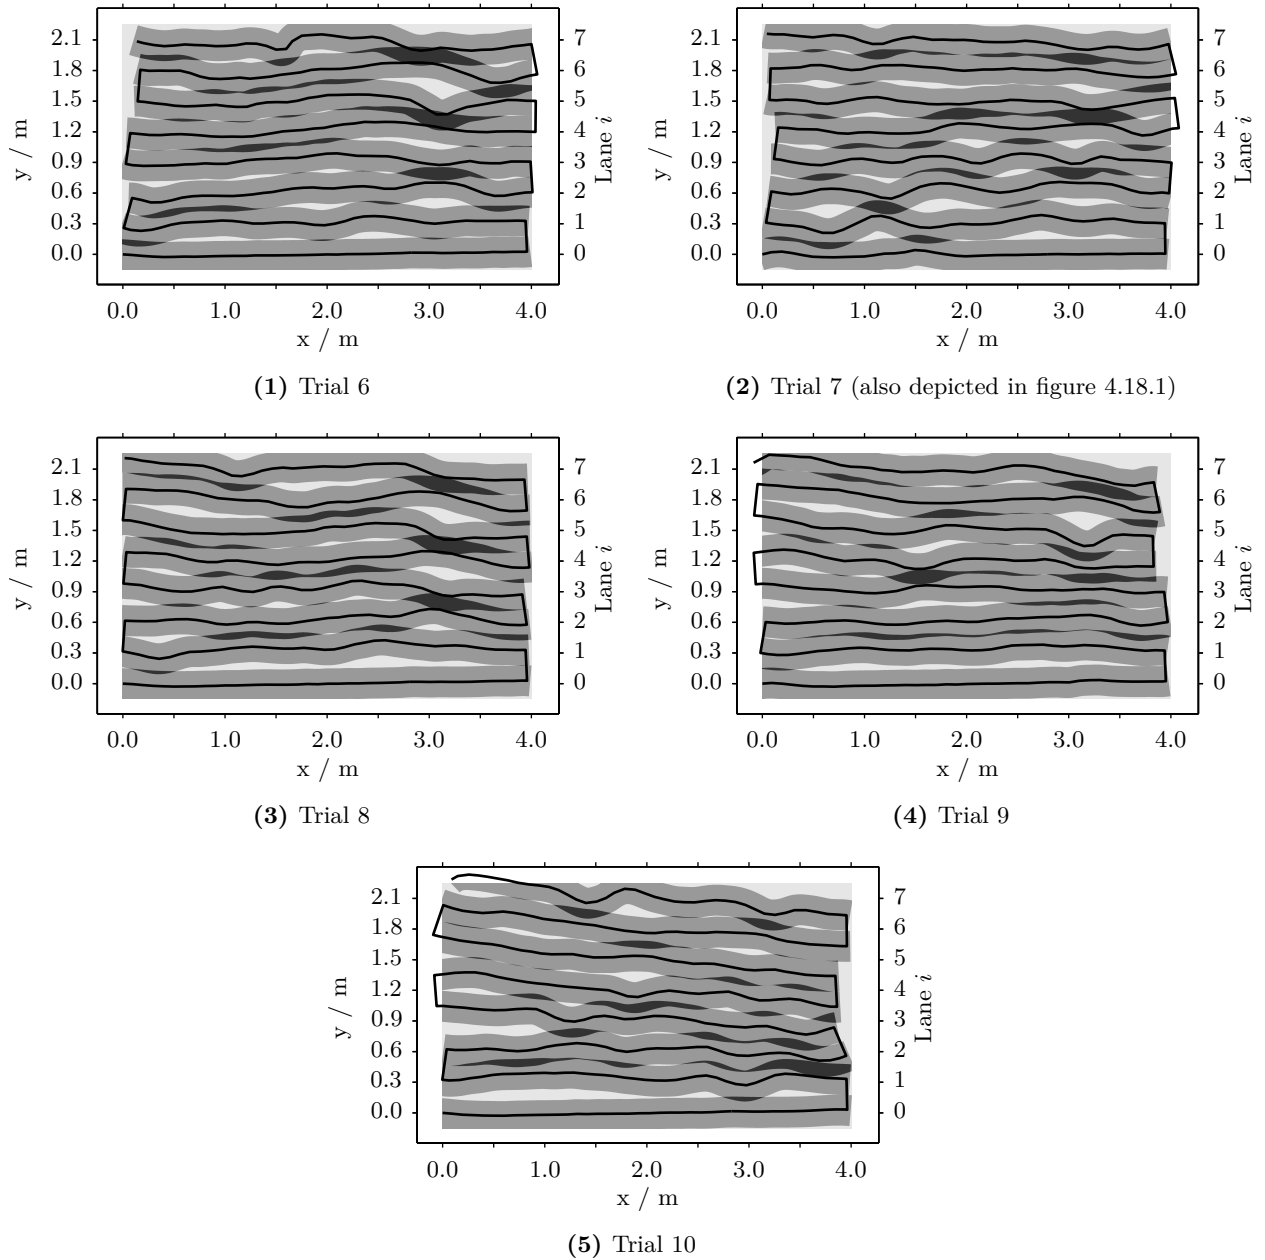 2.1 7 2.1 7
1.8 6 1.8 6
1.5 5 1.5 5
1.2 4 1.2 4
0.9 3 0.9 3
0.6 2 0.6 2
0.3 1 0.3 1
0.0 0 0.0 0
y / m Lane i y / m Lane i
0.0 1.0 2.0 3.0 4.0 0.0 1.0 2.0 3.0 4.0
x / m x / m
(1) Trial 6 (2) Trial 7 (also depicted in figure 4.18.1)
2.1 7 2.1 7
1.8 6 1.8 6
1.5 5 1.5 5
1.2 4 1.2 4
0.9 3 0.9 3
0.6 2 0.6 2
0.3 1 0.3 1
0.0 0 0.0 0
y / m Lane i y / m Lane i
0.0 1.0 2.0 3.0 4.0 0.0 1.0 2.0 3.0 4.0
x / m x / m
(3) Trial 8 (4) Trial 9
2.1 7
1.8 6
1.5 5
1.2 4
0.9 3
0.6 2
0.3 1
0.0 0
y / m Lane i
0.0 1.0 2.0 3.0 4.0
x / m
(5) Trial 10